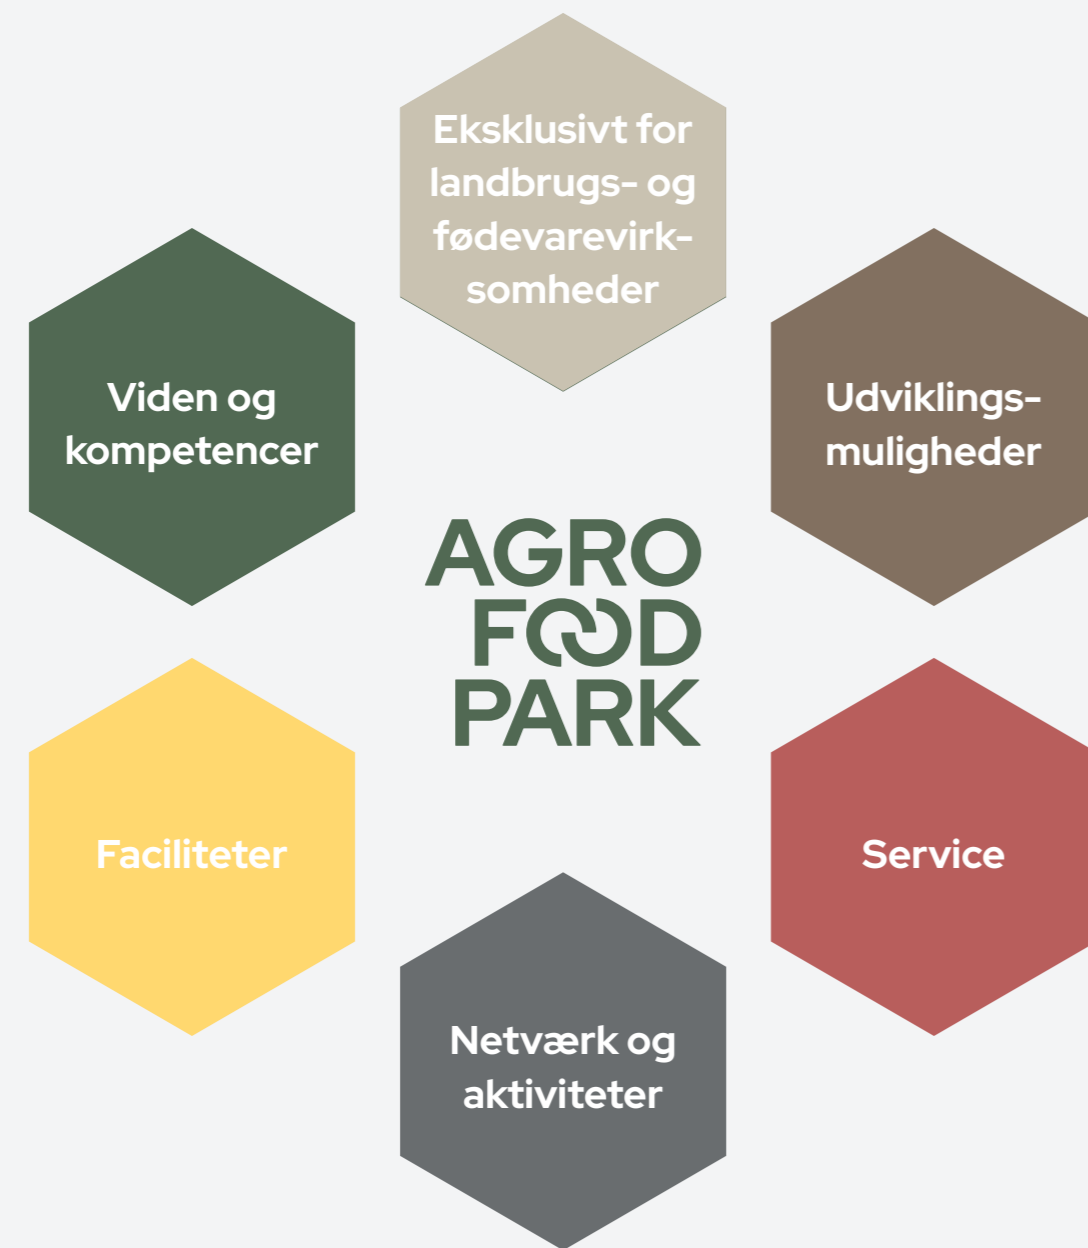 Eksklusivt for
landbrugs- og
fødevarevirk-
somheder
Viden og
kompetencer
Udviklings-
muligheder
AGRO
FOOD
PARK
Faciliteter
Service
Netværk og
aktiviteter